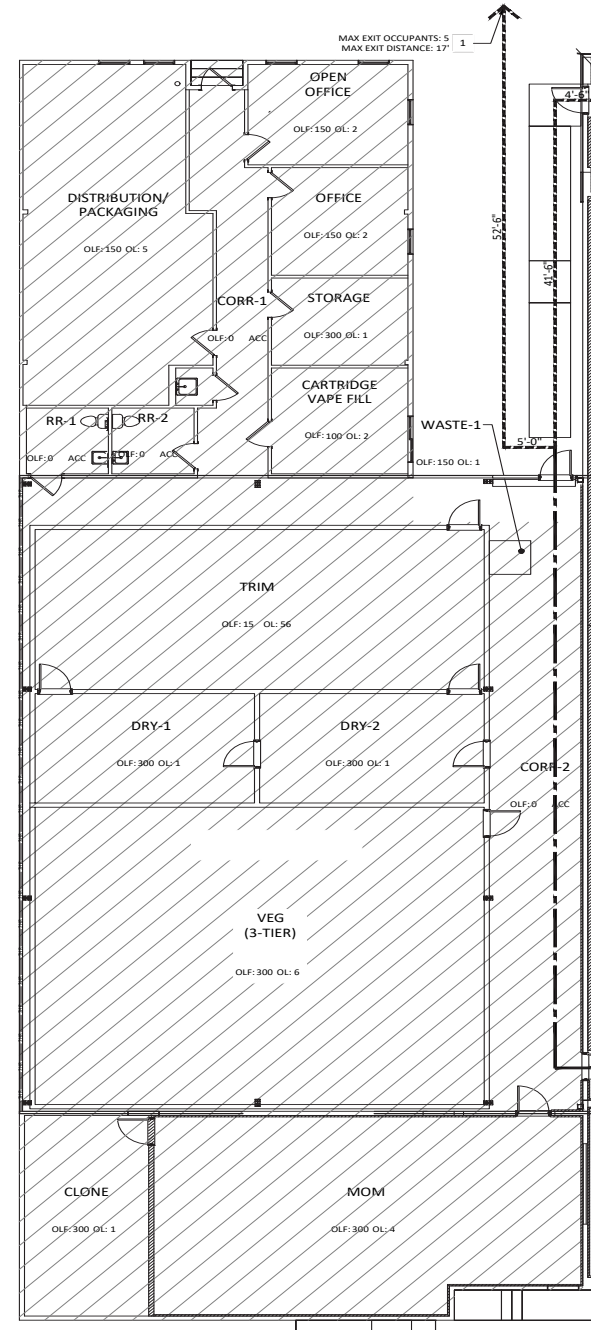 MAX EXIT OCCUPANTS: 5
MAX EXIT DISTANCE: 17'
1
OPEN
OFFICE
OLF: 150 OL: 2
4'-6"
DISTRIBUTION/
PACKAGING
OLF: 150 OL: 5
OFFICE
OLF: 150 OL: 2
52'-6"
41'-6"
CORR-1
OLF: 0 ACC
STORAGE
OLF: 300 OL: 1
CARTRIDGE
VAPE FILL
OLF: 100 OL: 2
RR-1
OLF: 0 ACC
RR-2
OLF: 0 ACC
WASTE-1
OLF: 150 OL: 1
5'-0"
TRIM
OLF: 15 OL: 56
DRY-1
OLF: 300 OL: 1
DRY-2
OLF: 300 OL: 1
CORR-2
OLF: 0 ACC
VEG
(3-TIER)
OLF: 300 OL: 6
CLONE
OLF: 300 OL: 1
MOM
OLF: 300 OL: 4